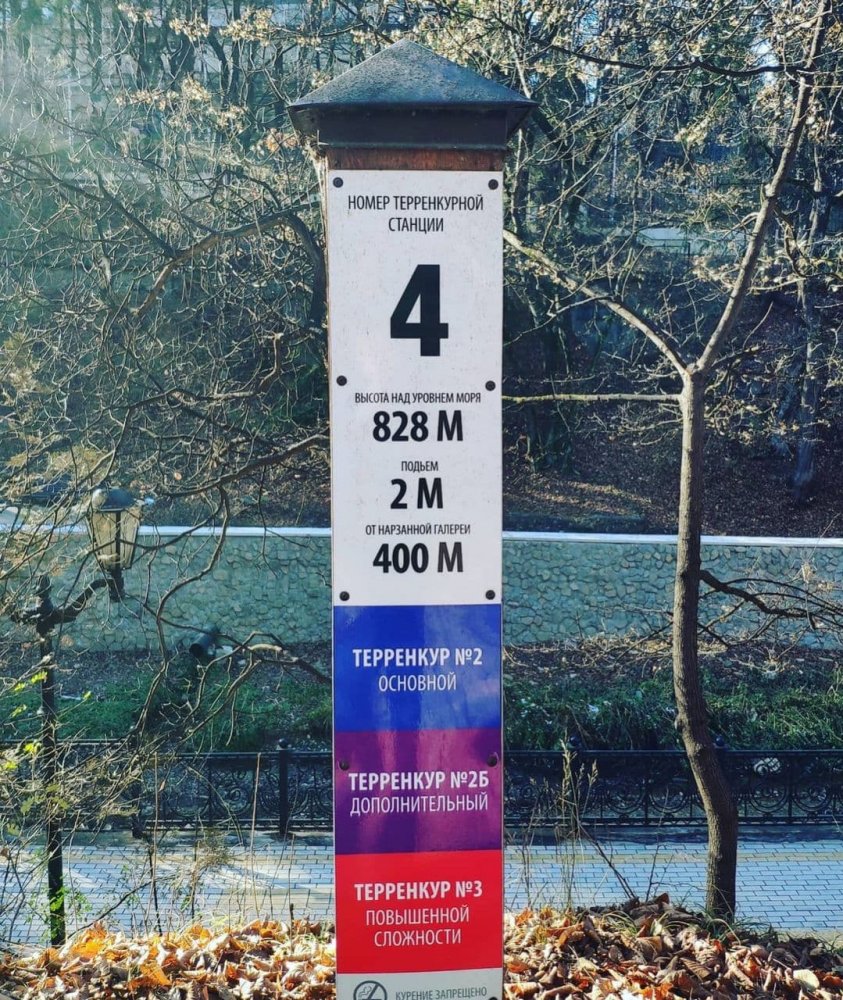 НОМЕР ТЕРРЕНКУРНОЙ
СТАНЦИИ
4
ВЫСОТА НАД УРОВНЕМ МОРЯ
828 М
ПОДЬЕМ
2 М
ОТ НАРЗАННОЙ ГАЛЕРЕИ
400 М
ТЕРРЕНКУР №2
ОСНОВНОЙ
ТЕРРЕНКУР №2Б
ДОПОЛНИТЕЛЬНЫЙ
ТЕРРЕНКУР №3
ПОВЫШЕННОЙ
СЛОЖНОСТИ
КУРЕНИЕ ЗАПРЕЩЕНО